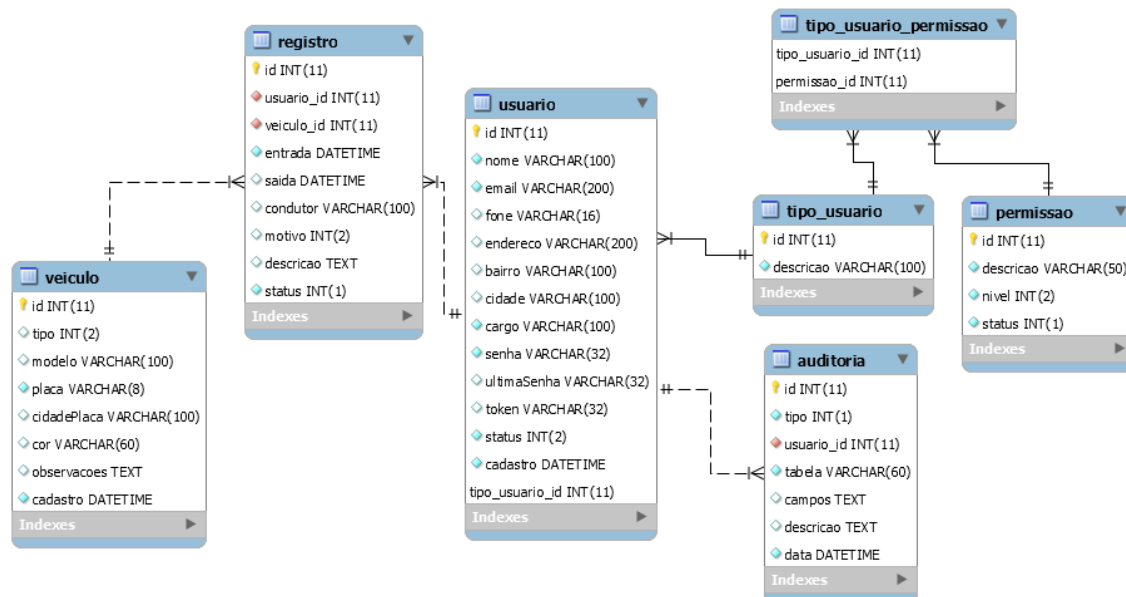 registro
id INT(11)
usuario_id INT(11)
veiculo_id INT(11)
entrada DATETIME
saida DATETIME
condutor VARCHAR(100)
motivo INT(2)
descricao TEXT
status INT(1)
Indexes
veiculo
id INT(11)
tipo INT(2)
modelo VARCHAR(100)
placa VARCHAR(8)
cidadePlaca VARCHAR(100)
cor VARCHAR(60)
observacoes TEXT
cadastro DATETIME
Indexes
usuario
id INT(11)
nome VARCHAR(100)
email VARCHAR(200)
fone VARCHAR(16)
endereco VARCHAR(200)
bairro VARCHAR(100)
cidade VARCHAR(100)
cargo VARCHAR(100)
senha VARCHAR(32)
ultimaSenha VARCHAR(32)
token VARCHAR(32)
status INT(2)
cadastro DATETIME
tipo_usuario_id INT(11)
Indexes
tipo_usuario_permissao
tipo_usuario_id INT(11)
permissao_id INT(11)
Indexes
tipo_usuario
id INT(11)
descricao VARCHAR(100)
Indexes
permissao
id INT(11)
descricao VARCHAR(50)
nivel INT(2)
status INT(1)
Indexes
auditoria
id INT(11)
tipo INT(1)
usuario_id INT(11)
tabela VARCHAR(60)
campos TEXT
descricao TEXT
data DATETIME
Indexes